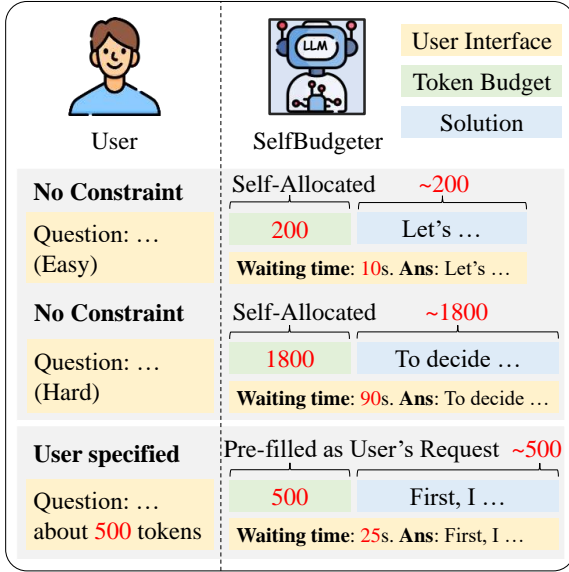 LLM
User
SelfBudgeter
User Interface
Token Budget
Solution
No Constraint
Question: …
(Easy)
Self-Allocated ~200
200 Let's …
Waiting time: 10s. Ans: Let's …
No Constraint
Question: …
(Hard)
Self-Allocated ~1800
1800 To decide …
Waiting time: 90s. Ans: To decide …
User specified
Question: …
about 500 tokens
Pre-filled as User's Request ~500
500 First, I …
Waiting time: 25s. Ans: First, I …